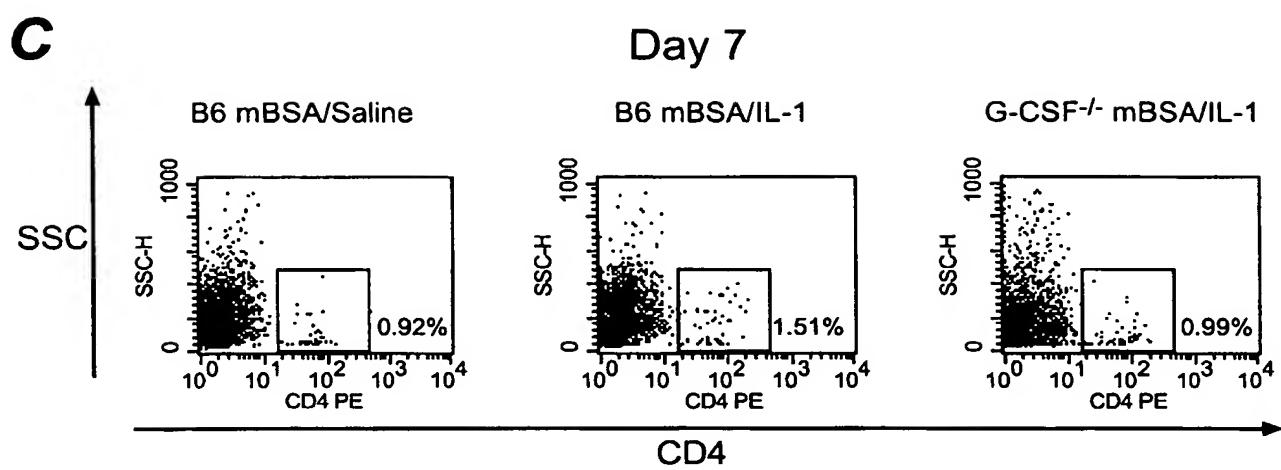 C
Day 7
SSC
B6 mBSA/Saline
1000
0
SSC-H
0.92%
10^0 10^1 10^2 10^3 10^4
CD4 PE
B6 mBSA/IL-1
1000
0
SSC-H
1.51%
10^0 10^1 10^2 10^3 10^4
CD4 PE
G-CSF^-/- mBSA/IL-1
1000
0
SSC-H
0.99%
10^0 10^1 10^2 10^3 10^4
CD4 PE
CD4